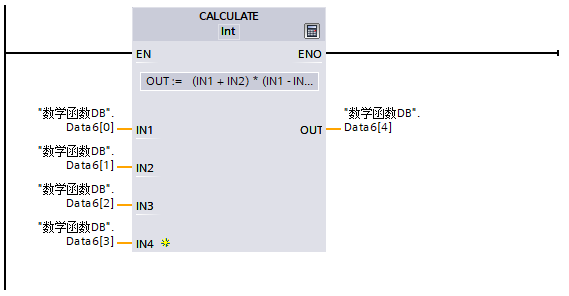 CALCULATE
Int
EN
ENO
OUT := (IN1 + IN2) * (IN1 - IN...
"数学函数DB".
Data6[0]
IN1
OUT
"数学函数DB".
Data6[4]
"数学函数DB".
Data6[1]
IN2
"数学函数DB".
Data6[2]
IN3
"数学函数DB".
Data6[3]
IN4